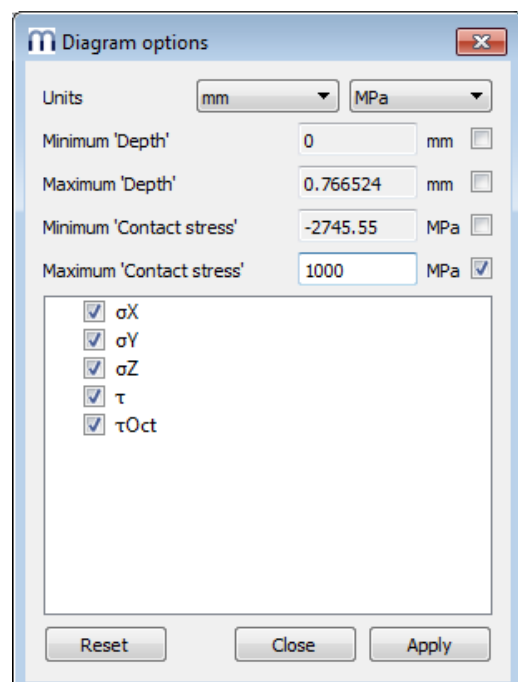 Diagram options
Units mm MPa
Minimum 'Depth' 0 mm
Maximum 'Depth' 0.766524 mm
Minimum 'Contact stress' -2745.55 MPa
Maximum 'Contact stress' 1000 MPa
σX
σY
σZ
τ
τOct
Reset Close Apply